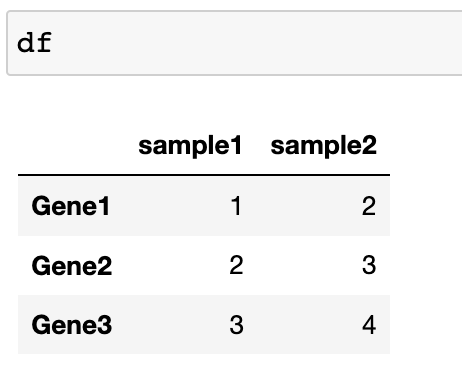 df
sample1 sample2
Gene1 1 2
Gene2 2 3
Gene3 3 4